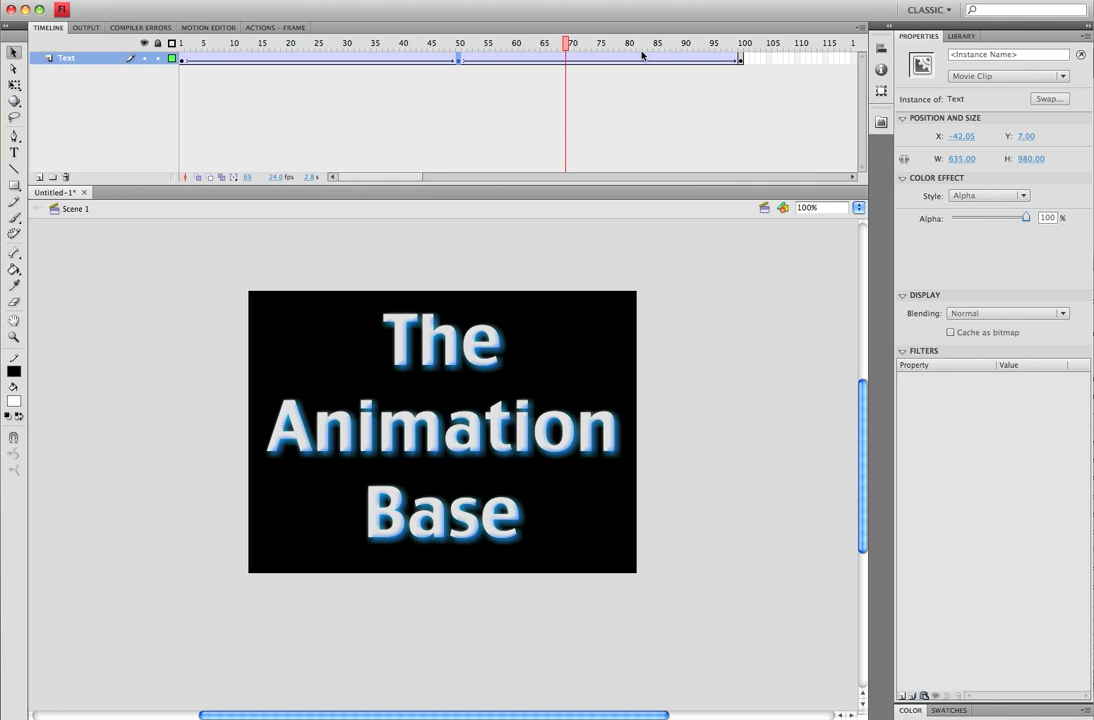 Fl
CLASSIC
TIMELINE OUTPUT COMPILER ERRORS MOTION EDITOR ACTIONS - FRAME
1 5 10 15 20 25 30 35 40 45 50 55 60 65 70 75 80 85 90 95 100 105 110 115 1
Text
69 24.0 fps 2.8 s
Untitled-1*
Scene 1
100%
The
Animation
Base
PROPERTIES LIBRARY
<Instance Name>
Movie Clip
Instance of: Text Swap...
POSITION AND SIZE
X: -42.05 Y: 7.00
W: 635.00 H: 980.00
COLOR EFFECT
Style: Alpha
Alpha: 100 %
DISPLAY
Blending: Normal
Cache as bitmap
FILTERS
Property Value
COLOR SWATCHES